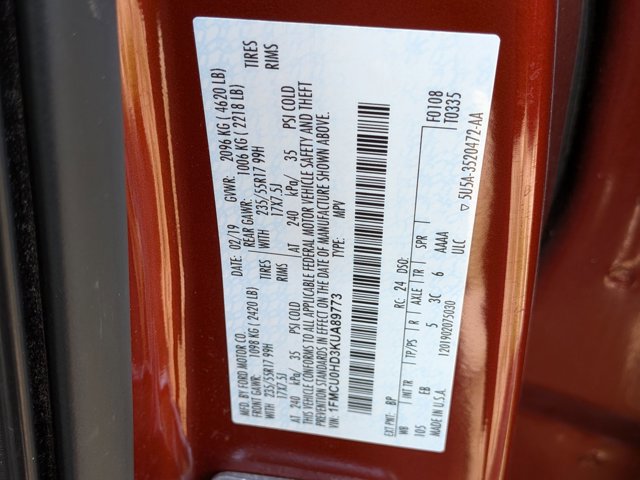 MFD. BY FORD MOTOR CO.
DATE: 02/19 GVWR: 2096 KG ( 4620 LB)
FRONT GAWR: 1098 KG (2420 LB) REAR GAWR: 1006 KG ( 2218 LB)
WITH 235/55R17 99H TIRES WITH 235/55R17 99H TIRES
17X7.5J RIMS 17X7.5J RIMS
AT 240 kPa/ 35 PSI COLD AT 240 kPa/ 35 PSI COLD
THIS VEHICLE CONFORMS TO ALL APPLICABLE FEDERAL MOTOR VEHICLE SAFETY AND THEFT
PREVENTION STANDARDS IN EFFECT ON THE DATE OF MANUFACTURE SHOWN ABOVE.
VIN: 1FMCU0HD3KUA89773 TYPE: MPV
F0108
T0335
EXT PNT: BP RC: 24 DSO:
WB INT TR TP/PS R AXLE TR SPR
105 EB 5 3C 6 AAAA
MADE IN U.S.A. 1201902075030 ULC
▽ 5U5A-3520472-AA